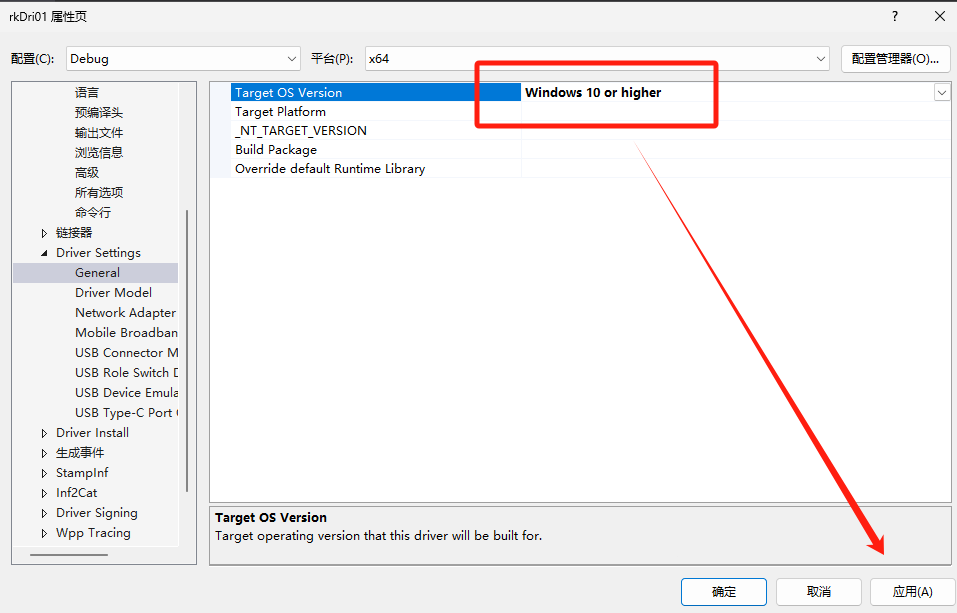 rkDri01 属性页
?
配置(C):
Debug
平台(P):
x64
配置管理器(O)...
语言
预编译头
输出文件
浏览信息
高级
所有选项
命令行
链接器
Driver Settings
General
Driver Model
Network Adapter
Mobile Broadban
USB Connector M
USB Role Switch D
USB Device Emula
USB Type-C Port
Driver Install
生成事件
StampInf
Inf2Cat
Driver Signing
Wpp Tracing
Target OS Version
Windows 10 or higher
Target Platform
_NT_TARGET_VERSION
Build Package
Override default Runtime Library
Target OS Version
Target operating version that this driver will be built for.
确定
取消
应用(A)